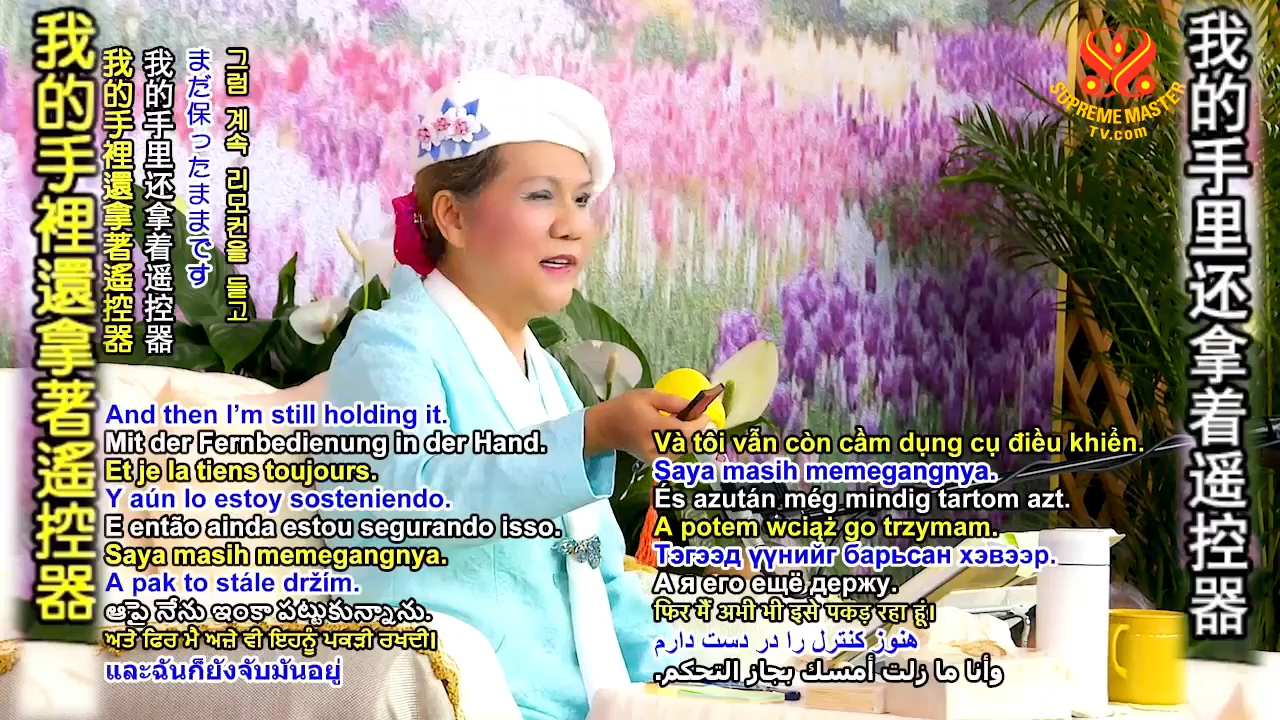 我的手裡還拿著遙控器
我的手裡還拿著遙控器
我的手里还拿着遥控器
まだ保ったままです
그럼 계속 리모컨을 들고
And then I’m still holding it.
Mit der Fernbedienung in der Hand.
Et je la tiens toujours.
Y aún lo estoy sosteniendo.
E então ainda estou segurando isso.
Saya masih memegangnya.
A pak to stále držím.
ఆపై నేను ఇంకా పట్టుకున్నాను.
ਅਤੇ ਫਿਰ ਮੈਂ ਅਜੇ ਵੀ ਇਹਨੂੰ ਪਕੜੀ ਰਖਦੀ।
และฉันก็ยังจับมันอยู่
Và tôi vẫn còn cầm dụng cụ điều khiển.
Saya masih memegangnya.
És azután még mindig tartom azt.
A potem wciąż go trzymam.
Тэгээд үүнийг барьсан хэвээр.
А я его ещё держу.
फिर मैं अभी भी इसे पकड़ रहा हूं।
هنوز کنترل را در دست دارم
وأنا ما زلت أمسك بجاز التحكم.
SUPREME MASTER
TV.com
我的手里还拿着遥控器